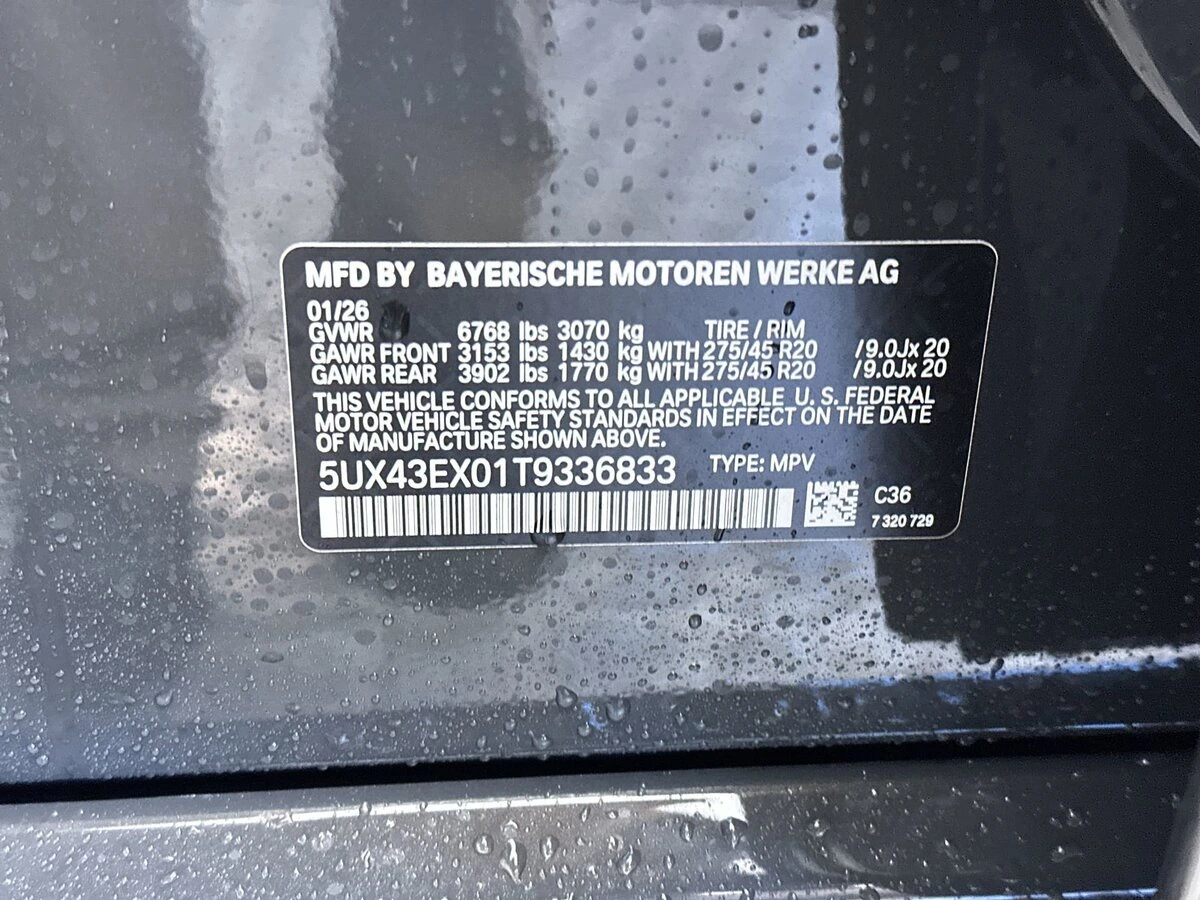 MFD BY BAYERISCHE MOTOREN WERKE AG
01/26
GVWR 6768 lbs 3070 kg TIRE / RIM
GAWR FRONT 3153 lbs 1430 kg WITH 275/45 R20 /9.0Jx 20
GAWR REAR 3902 lbs 1770 kg WITH 275/45 R20 /9.0Jx 20
THIS VEHICLE CONFORMS TO ALL APPLICABLE U. S. FEDERAL
MOTOR VEHICLE SAFETY STANDARDS IN EFFECT ON THE DATE
OF MANUFACTURE SHOWN ABOVE.
5UX43EX01T9336833 TYPE: MPV
C36
7 320 729